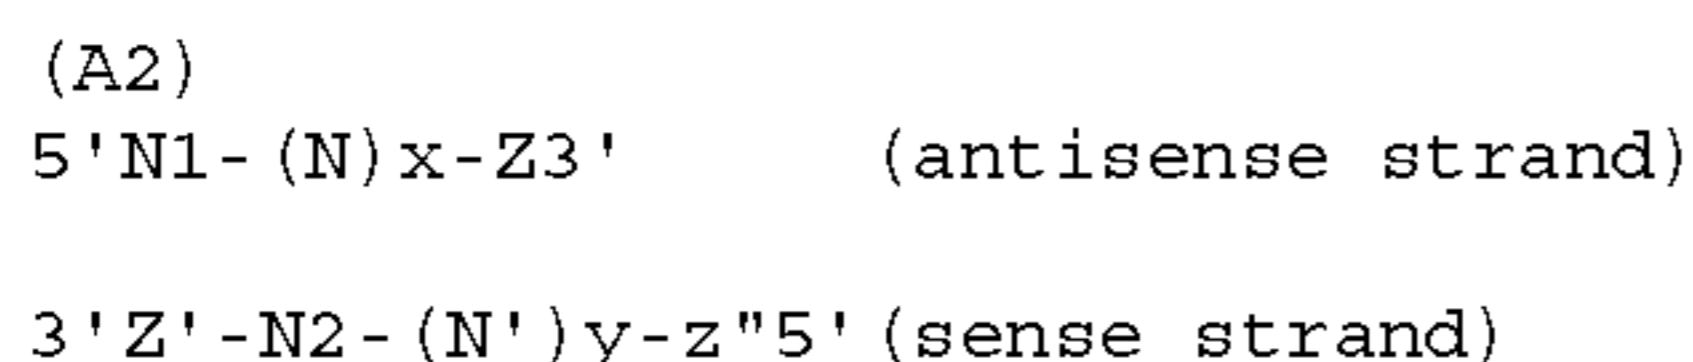 (A2)
5'N1-(N)x-Z3' (antisense strand)
3'Z'-N2-(N')y-z"5'(sense strand)